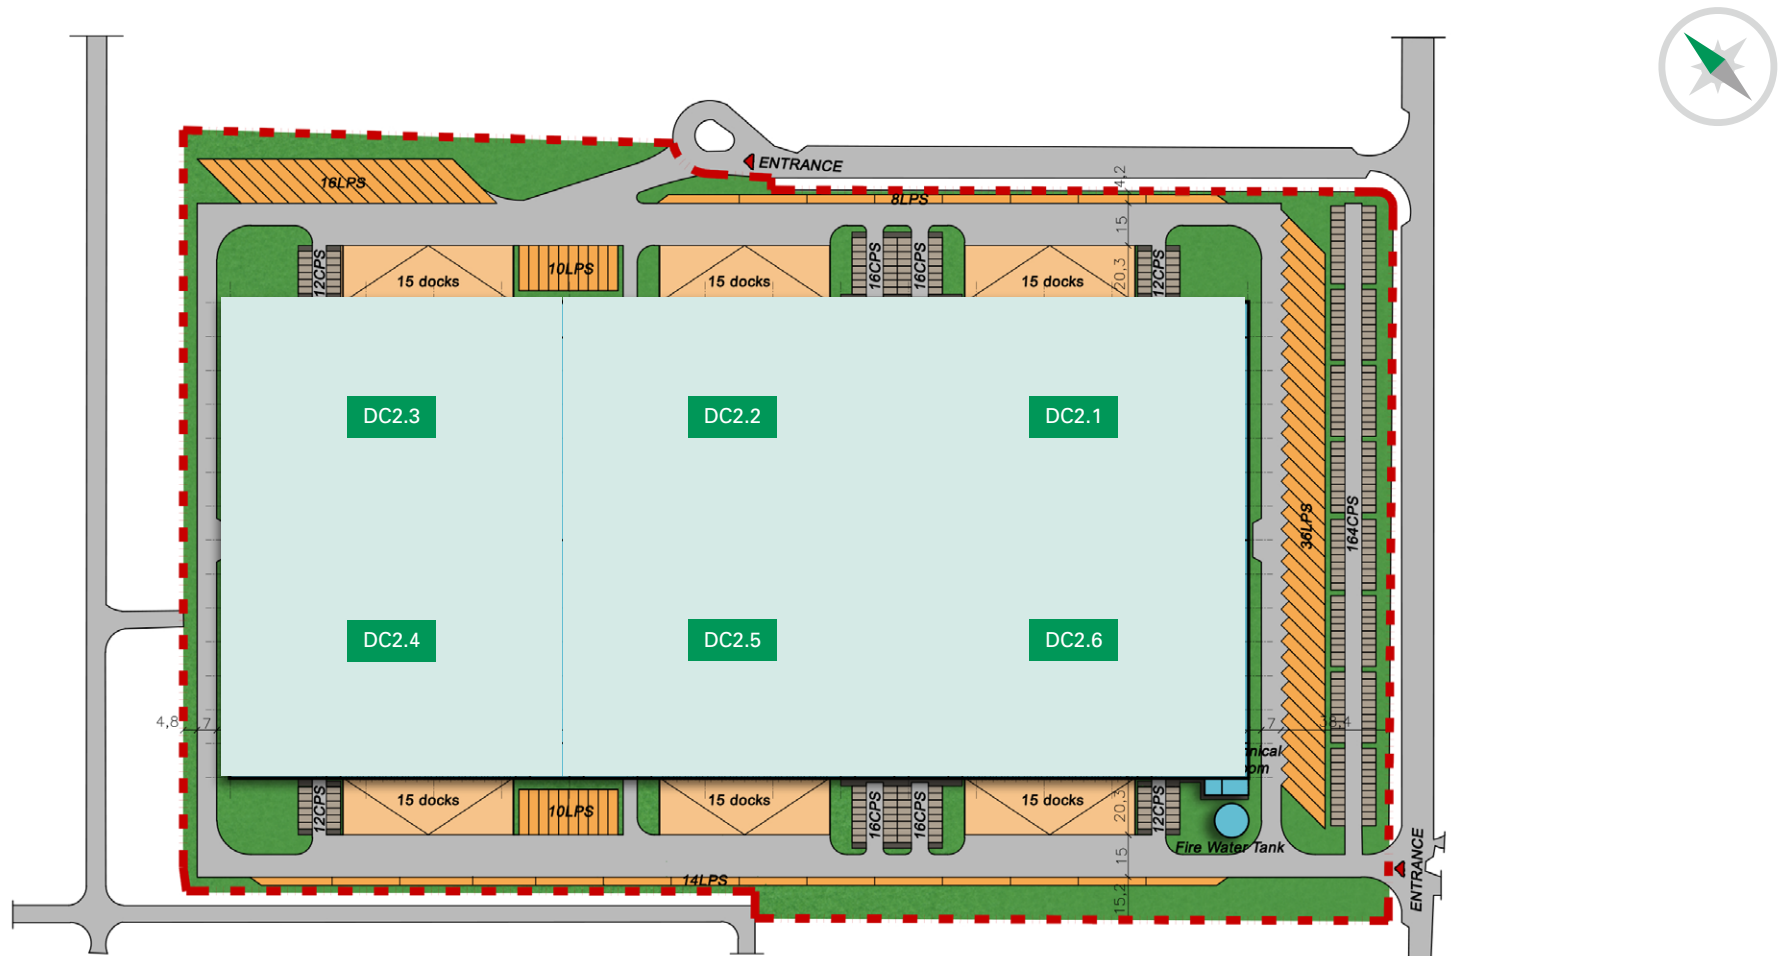 ENTRANCE
4,2
16LPS
8LPS
15
12CPS
15 docks
10LPS
15 docks
16CPS
16CPS
15 docks
20,3
12CPS
DC2.3
DC2.2
DC2.1
36LPS
164CPS
DC2.4
DC2.5
DC2.6
4,8
7
7
38,4
12CPS
15 docks
10LPS
15 docks
16CPS
16CPS
15 docks
20,3
12CPS
Fire Water Tank
15
14LPS
15,2
ENTRANCE